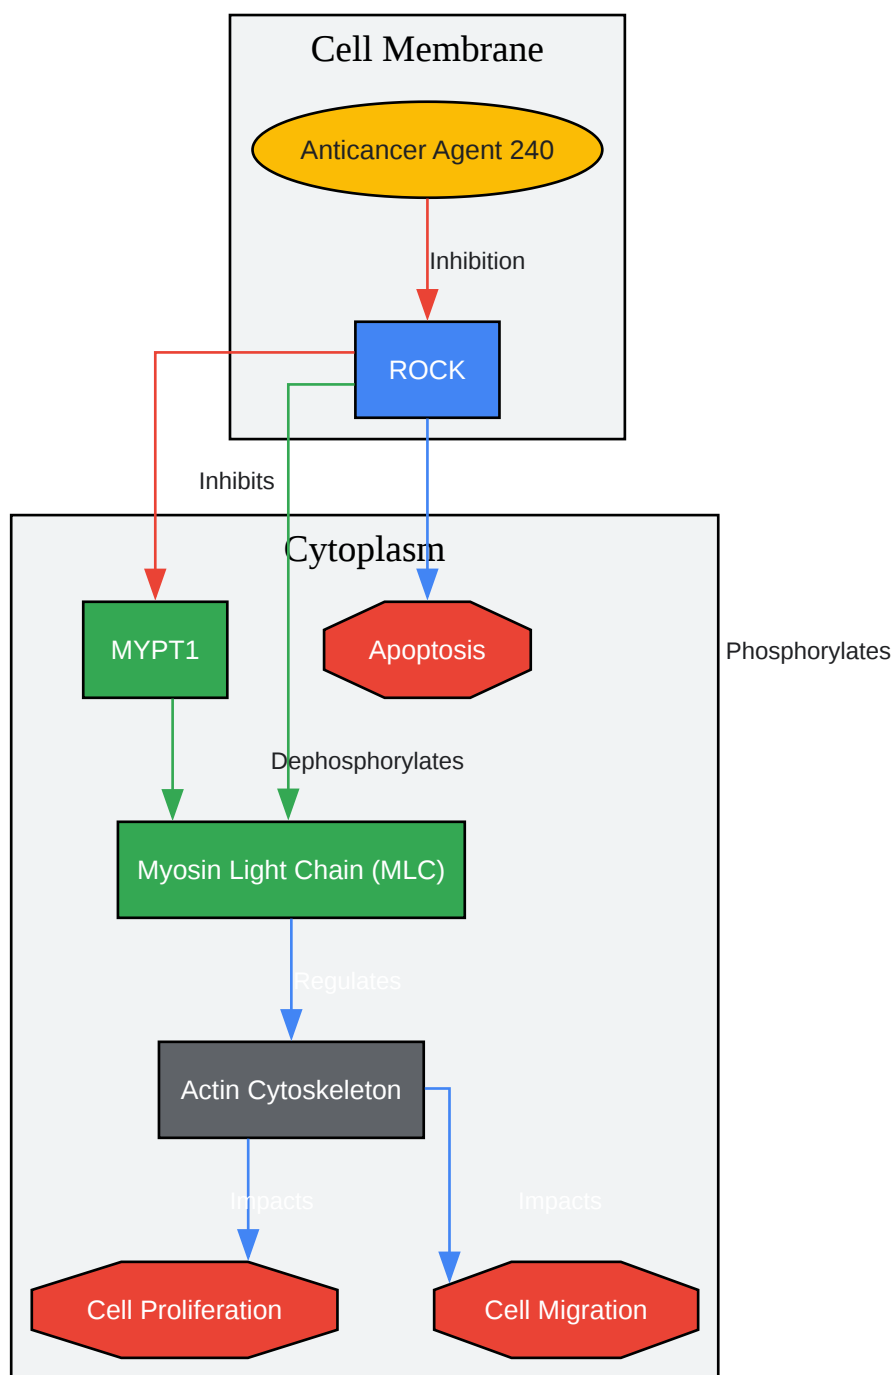 Cell Membrane
Anticancer Agent 240
Inhibition
ROCK
Inhibits
Cytoplasm
MYPT1
Apoptosis
Phosphorylates
Dephosphorylates
Myosin Light Chain (MLC)
Regulates
Actin Cytoskeleton
Impacts
Impacts
Cell Proliferation
Cell Migration